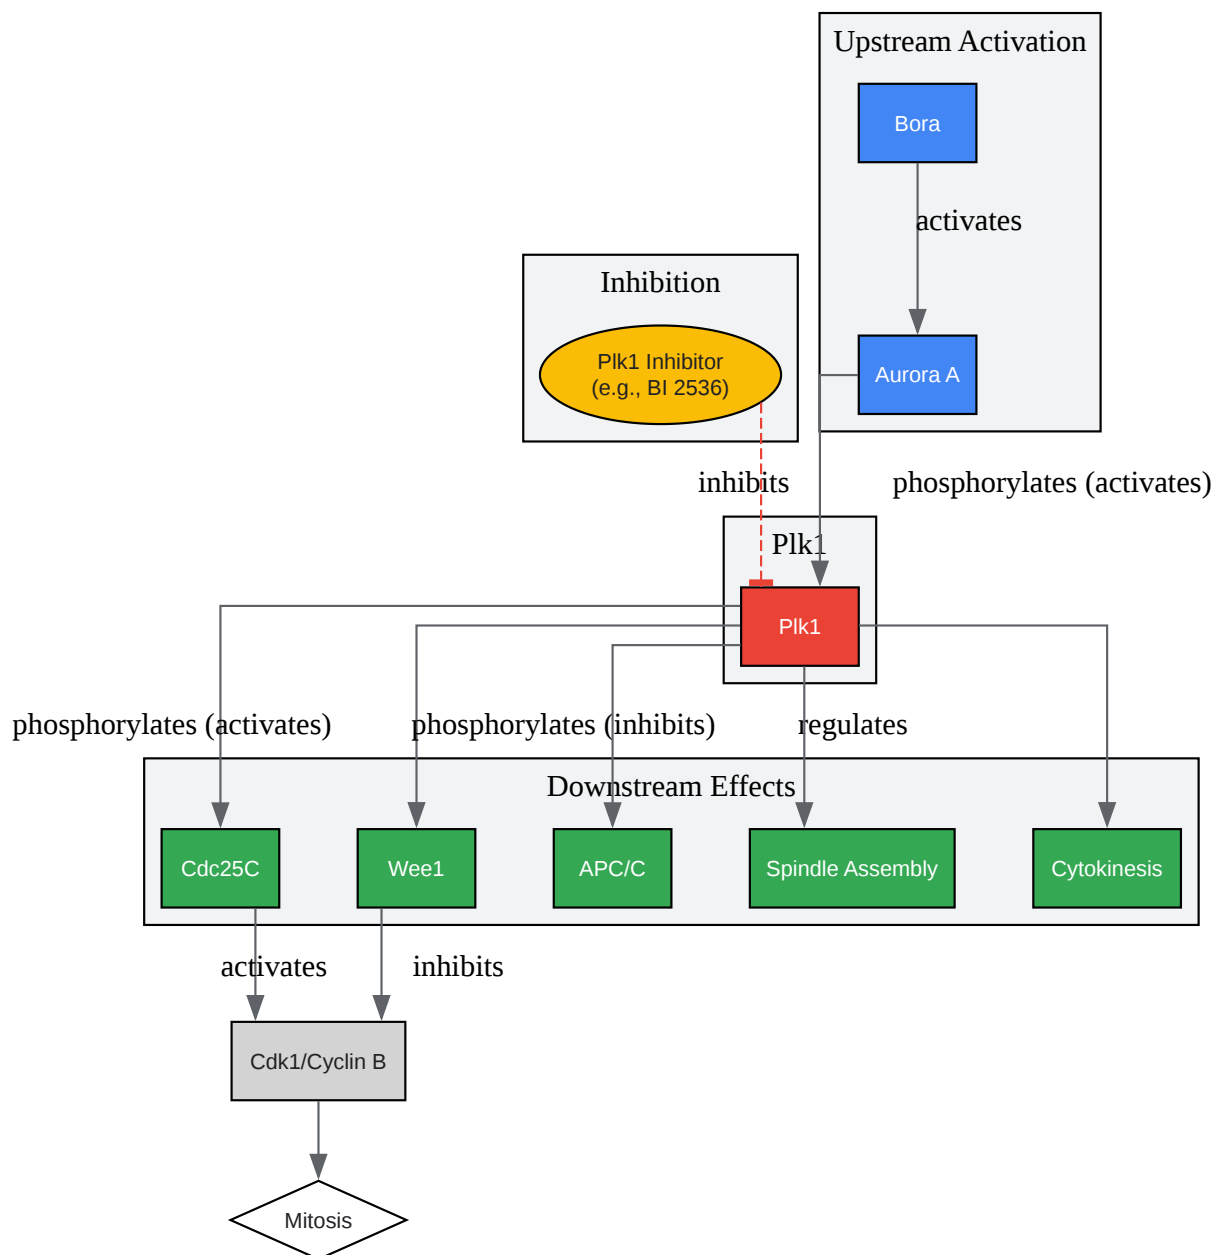 Upstream Activation
Bora
activates
Inhibition
Plk1 Inhibitor
(e.g., BI 2536)
Aurora A
inhibits
phosphorylates (activates)
Plk1
Plk1
phosphorylates (activates)
phosphorylates (inhibits)
regulates
Downstream Effects
Cdc25C
Wee1
APC/C
Spindle Assembly
Cytokinesis
activates
inhibits
Cdk1/Cyclin B
Mitosis